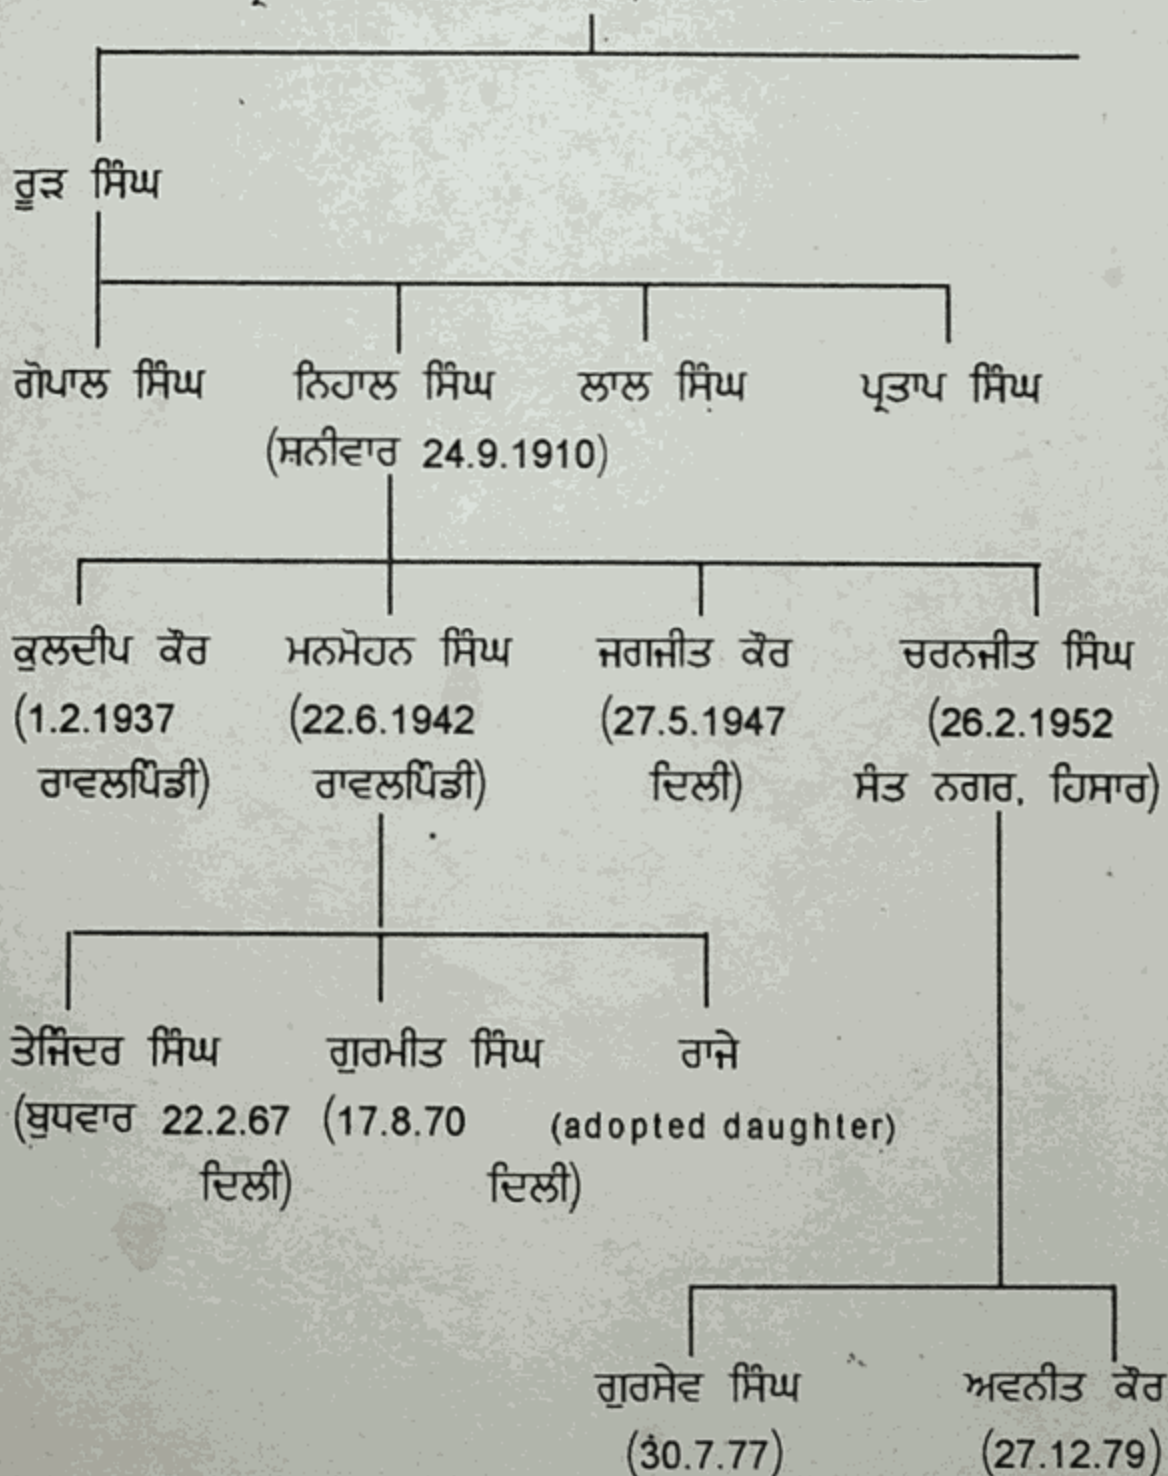 ਰੂੜ ਸਿੰਘ
ਗੋਪਾਲ ਸਿੰਘ ਨਿਹਾਲ ਸਿੰਘ ਲਾਲ ਸਿੰਘ ਪ੍ਰਤਾਪ ਸਿੰਘ
(ਸ਼ਨੀਵਾਰ 24.9.1910)
ਕੁਲਦੀਪ ਕੌਰ ਮਨਮੋਹਨ ਸਿੰਘ ਜਗਜੀਤ ਕੌਰ ਚਰਨਜੀਤ ਸਿੰਘ
(1.2.1937 (22.6.1942 (27.5.1947 (26.2.1952
ਰਾਵਲਪਿੰਡੀ) ਰਾਵਲਪਿੰਡੀ) ਦਿਲੀ) ਸੰਤ ਨਗਰ, ਹਿਸਾਰ)
ਤੇਜਿੰਦਰ ਸਿੰਘ ਗੁਰਮੀਤ ਸਿੰਘ ਰਾਜੇ
(ਬੁਧਵਾਰ 22.2.67 (17.8.70 (adopted daughter)
ਦਿਲੀ) ਦਿਲੀ)
ਗੁਰਸੇਵ ਸਿੰਘ ਅਵਨੀਤ ਕੌਰ
(30.7.77) (27.12.79)